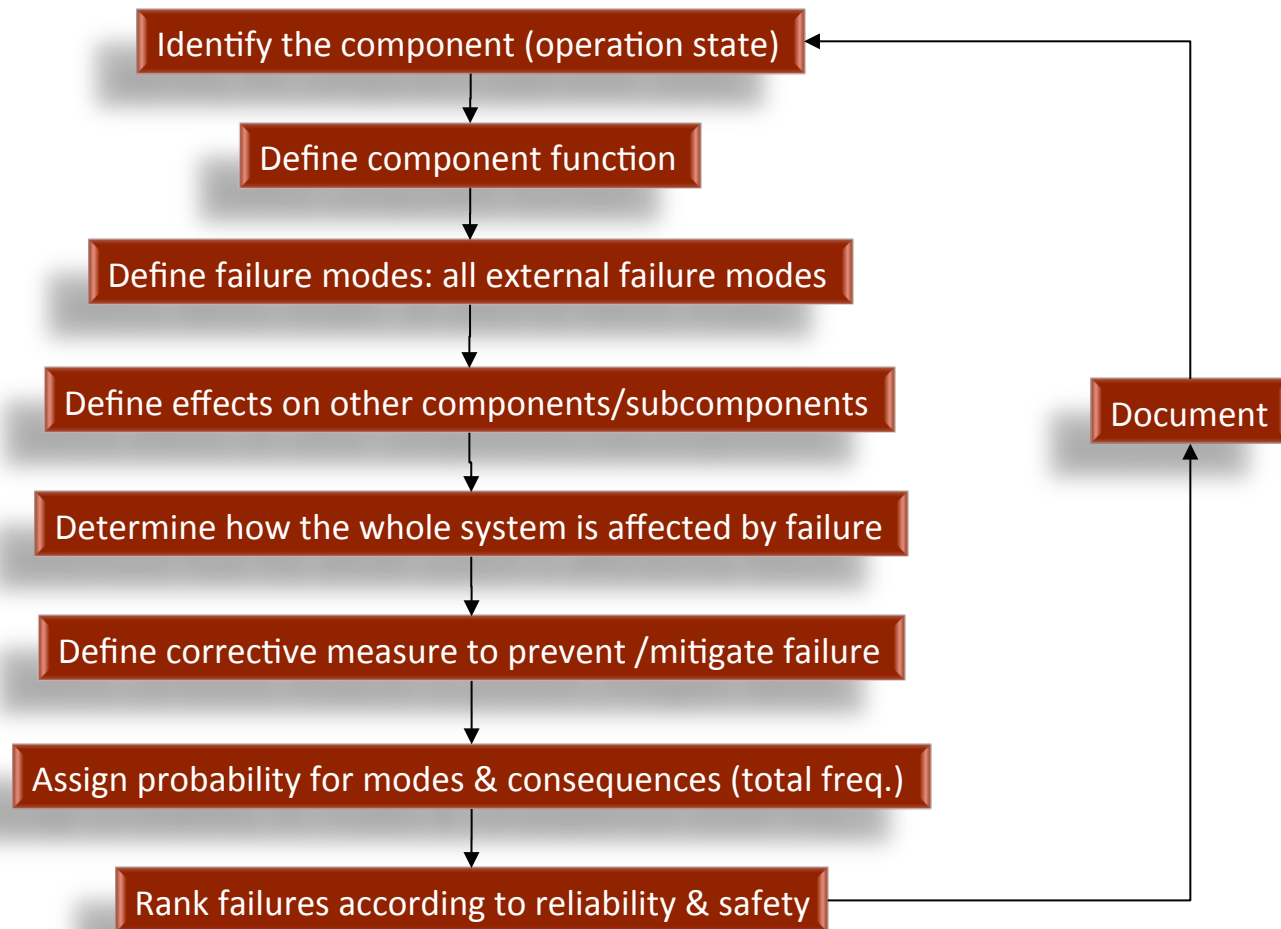 Identify the component (operation state)
Define component function
Define failure modes: all external failure modes
Define effects on other components/subcomponents
Document
Determine how the whole system is affected by failure
Define corrective measure to prevent /mitigate failure
Assign probability for modes & consequences (total freq.)
Rank failures according to reliability & safety